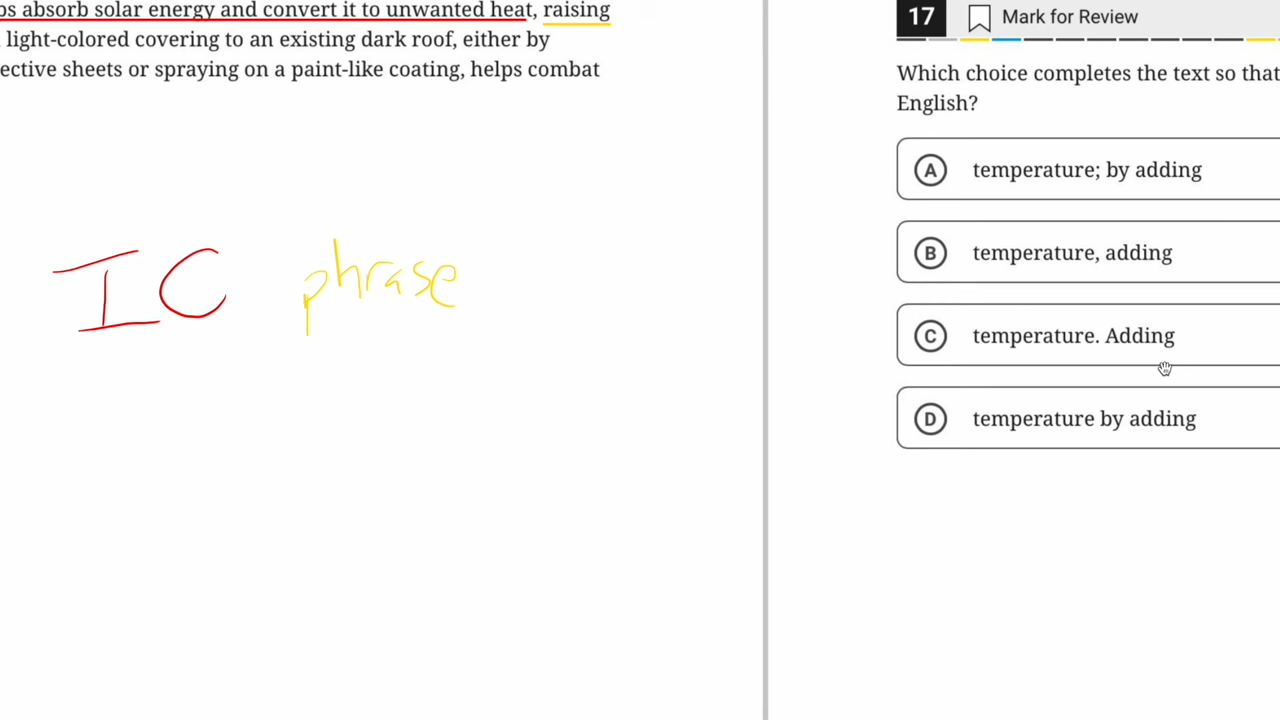 bs absorb solar energy and convert it to unwanted heat, raising
light-colored covering to an existing dark roof, either by
ective sheets or spraying on a paint-like coating, helps combat
IC phrase
17 Mark for Review
Which choice completes the text so that
English?
A temperature; by adding
B temperature, adding
C temperature. Adding
D temperature by adding